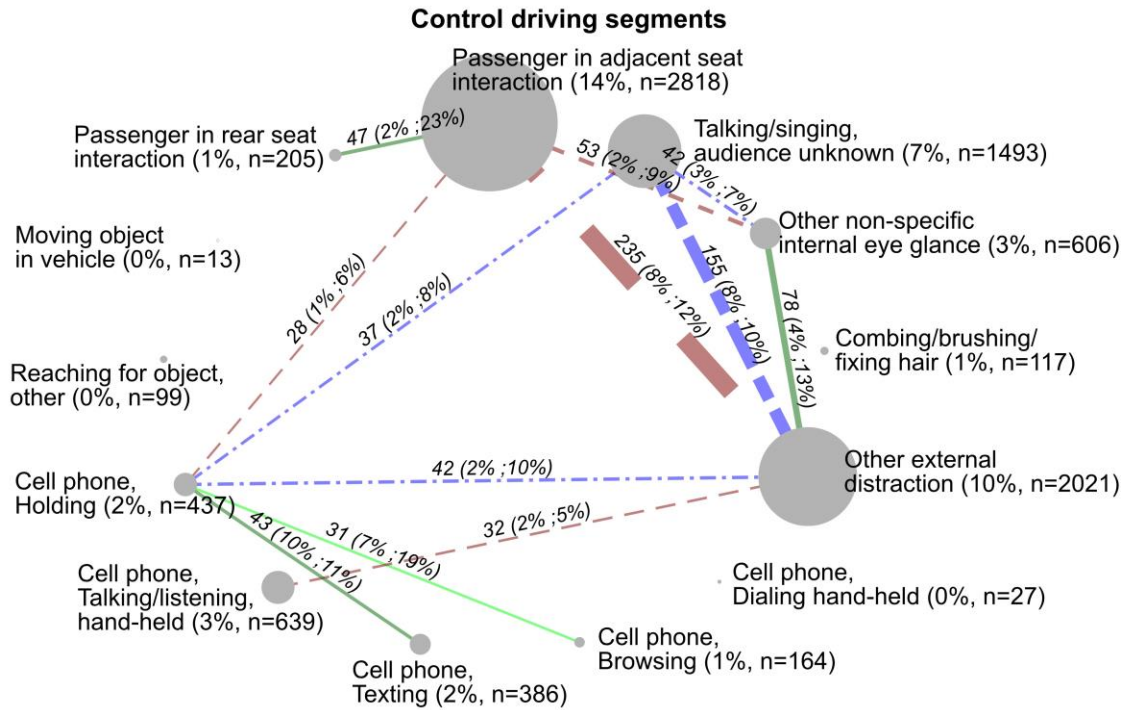 Control driving segments
Passenger in adjacent seat
interaction (14%, n=2818)
47 (2% ;23%)
Passenger in rear seat
interaction (1%, n=205)
Talking/singing,
audience unknown (7%, n=1493)
53 (2% ;9%)
42 (3% ;7%)
Other non-specific
internal eye glance (3%, n=606)
Moving object
in vehicle (0%, n=13)
28 (1% ;6%)
37 (2% ;8%)
235 (8% ;12%)
155 (8% ;10%)
78 (4% ;13%)
Combing/brushing/
fixing hair (1%, n=117)
Reaching for object,
other (0%, n=99)
Cell phone,
Holding (2%, n=437)
42 (2% ;10%)
Other external
distraction (10%, n=2021)
43 (10% ;11%)
31 (7% ;19%)
32 (2% ;5%)
Cell phone,
Talking/listening,
hand-held (3%, n=639)
Cell phone,
Dialing hand-held (0%, n=27)
Cell phone,
Browsing (1%, n=164)
Cell phone,
Texting (2%, n=386)